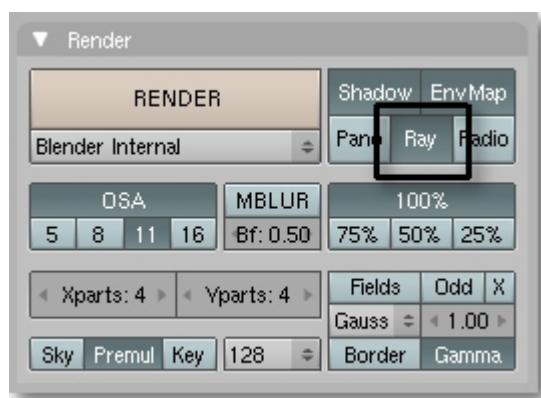 Render
RENDER Shadow EnvMap
Blender Internal Pano Ray Radio
OSA MBLUR 100%
5 8 11 16 Bf: 0.50 75% 50% 25%
Xparts: 4 Yparts: 4 Fields Odd X
Gauss 1.00
Sky Premul Key 128 Border Gamma